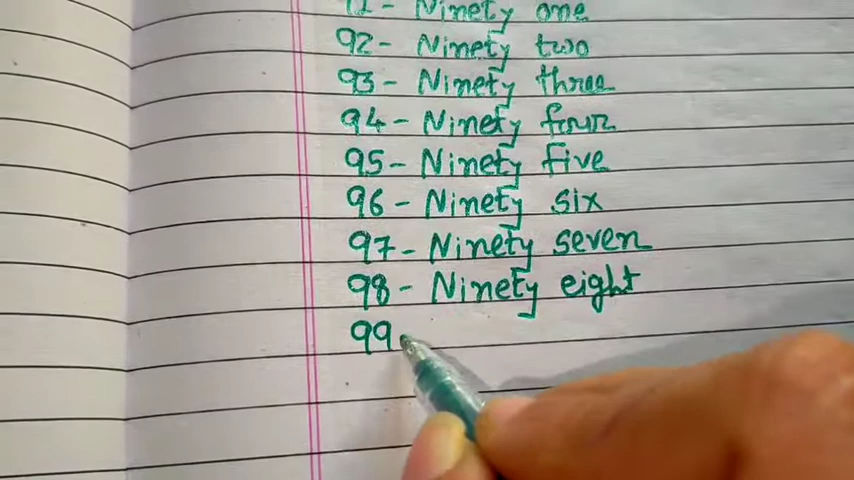 91 - Ninety one
92 - Ninety two
93 - Ninety three
94 - Ninety four
95 - Ninety five
96 - Ninety six
97 - Ninety seven
98 - Ninety eight
99